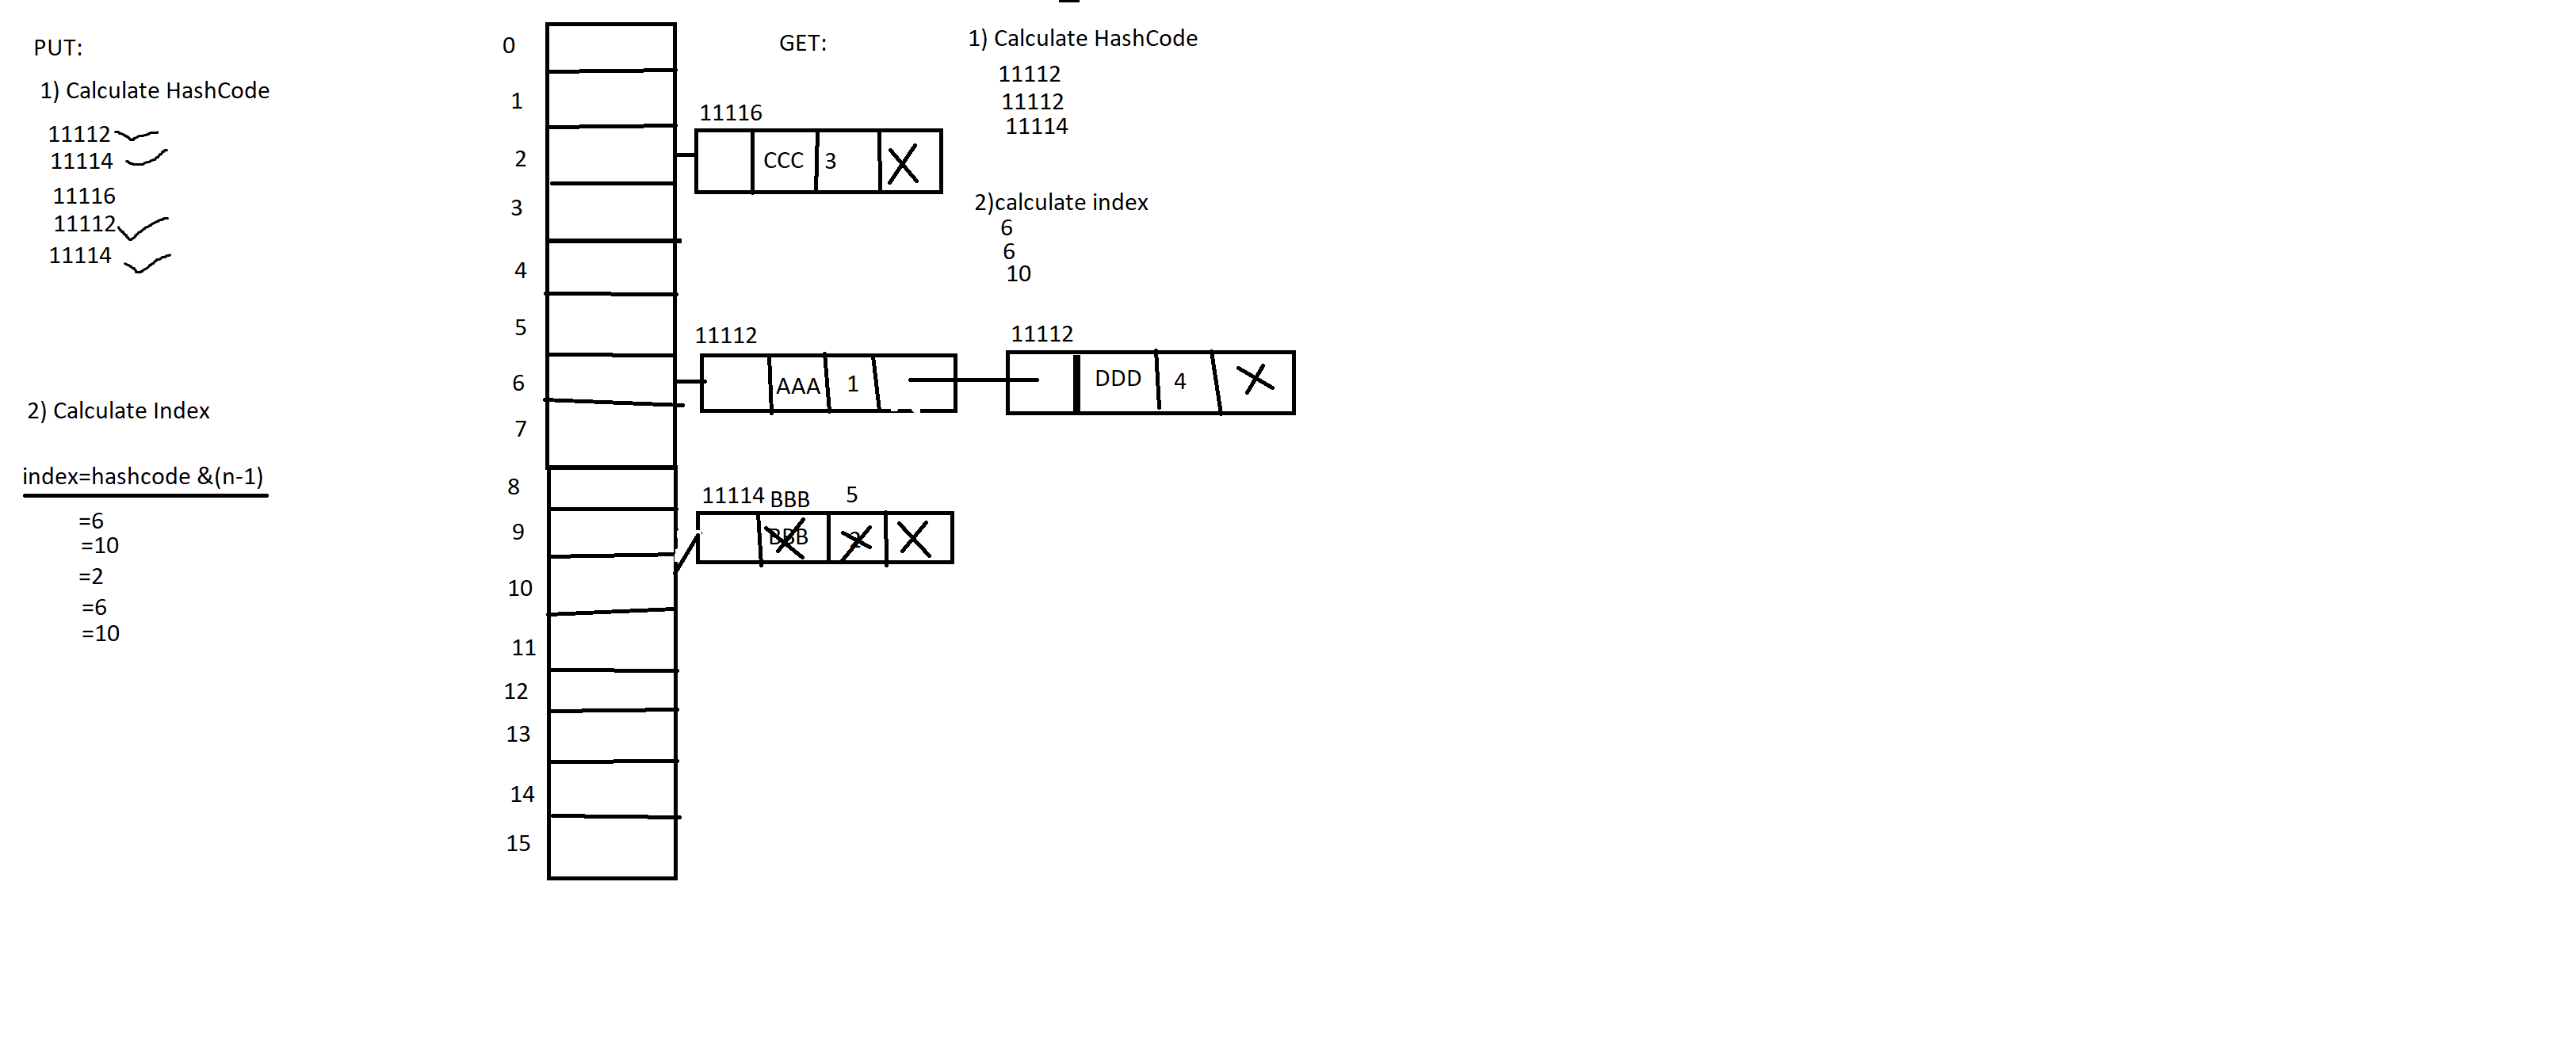 PUT:
1) Calculate HashCode
11112
11114
11116
11112
11114
2) Calculate Index
index=hashcode &(n-1)
=6
=10
=2
=6
=10
0
1
2
3
4
5
6
7
8
9
10
11
12
13
14
15
11116
CCC 3
11112
AAA 1
11112
DDD 4
11114 BBB 5
BBB 2
GET:
1) Calculate HashCode
11112
11112
11114
2)calculate index
6
6
10